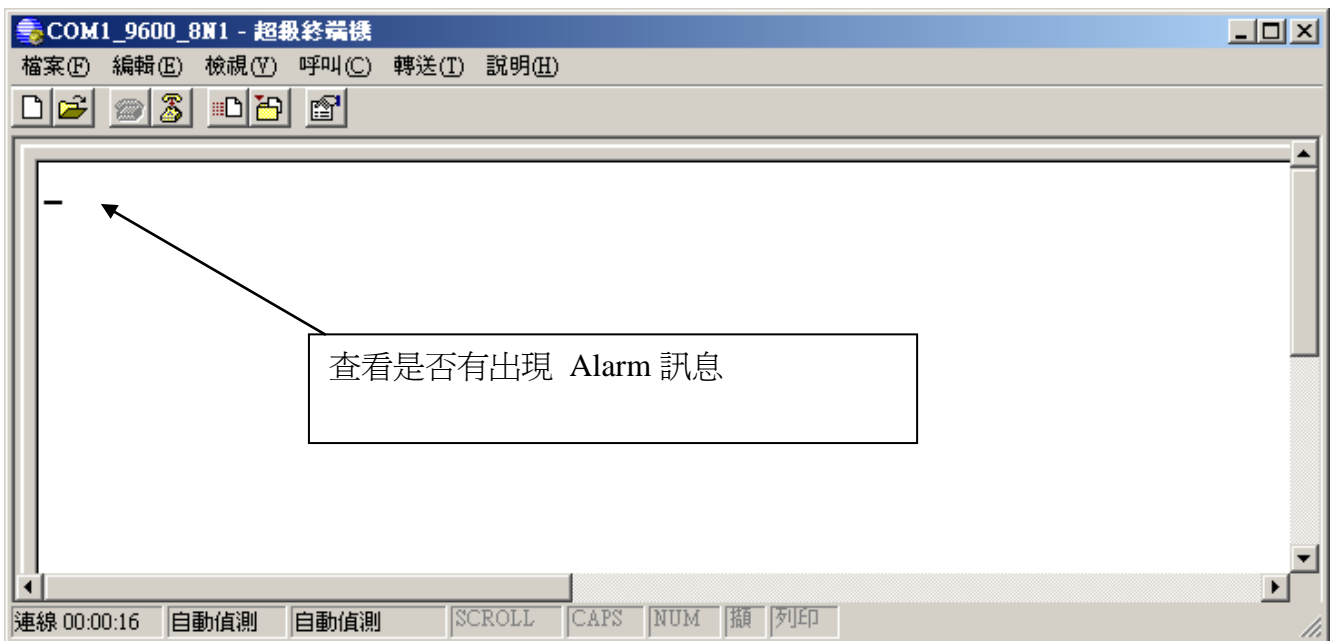 COM1_9600_8N1 - 超級終端機
檔案(F) 編輯(E) 檢視(V) 呼叫(C) 轉送(T) 說明(H)
查看是否有出現 Alarm 訊息
連線 00:00:16 自動偵測 自動偵測 SCROLL CAPS NUM 擷 列印